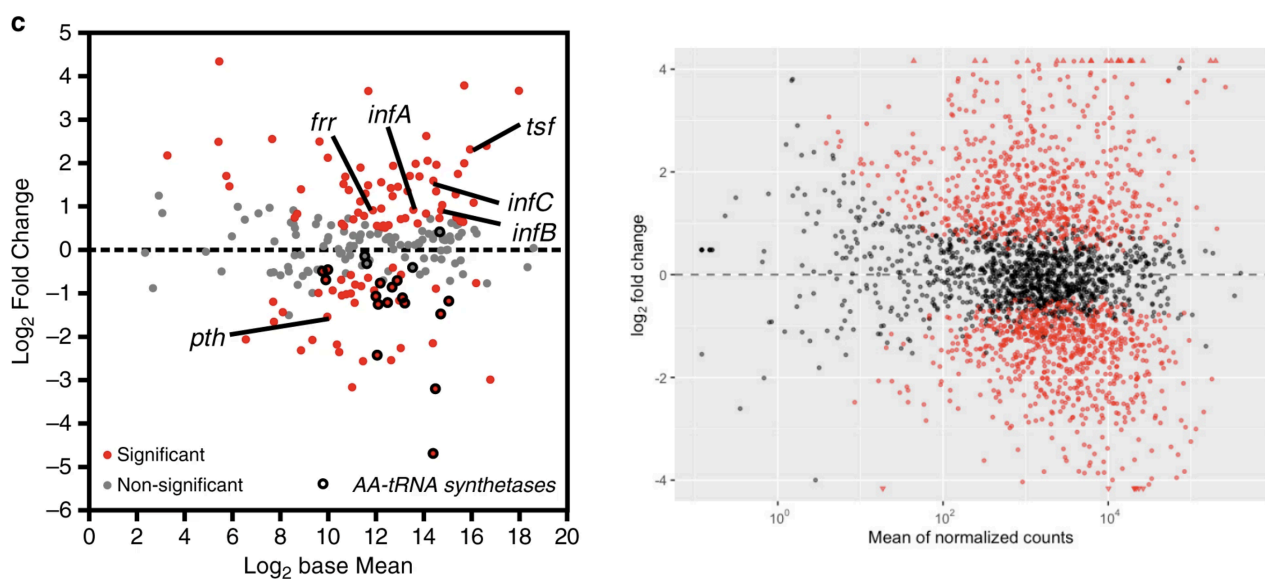 c
5
4
3
2
1
0
–1
–2
–3
–4
–5
–6
Log2 Fold Change
frr
infA
tsf
infC
infB
pth
Significant
Non-significant
AA-tRNA synthetases
0 2 4 6 8 10 12 14 16 18 20
Log2 base Mean
4
2
0
-2
-4
log2 fold change
10^0 10^2 10^4
Mean of normalized counts